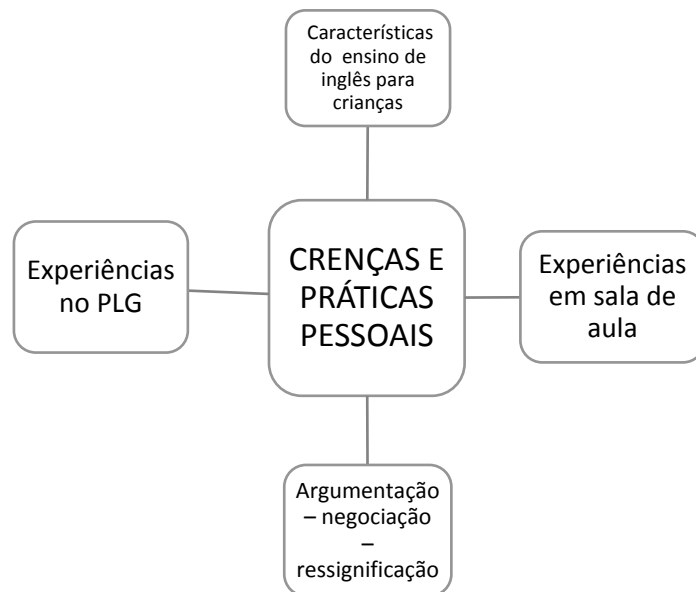 Características
do ensino de
inglês para
crianças
Experiências
no PLG
CRENÇAS E
PRÁTICAS
PESSOAIS
Experiências
em sala de
aula
Argumentação
– negociação
–
ressignificação